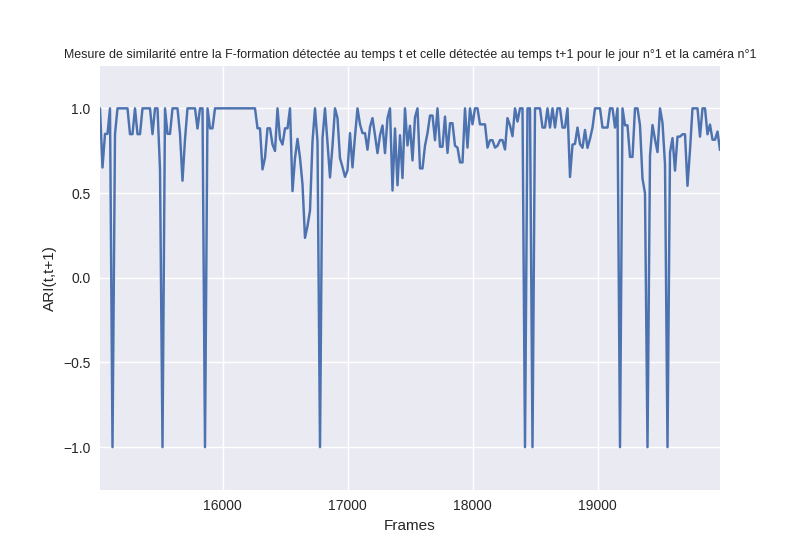 Mesure de similarité entre la F-formation détectée au temps t et celle détectée au temps t+1 pour le jour n°1 et la caméra n°1
1.0
0.5
0.0
−0.5
−1.0
ARI(t,t+1)
16000 17000 18000 19000
Frames